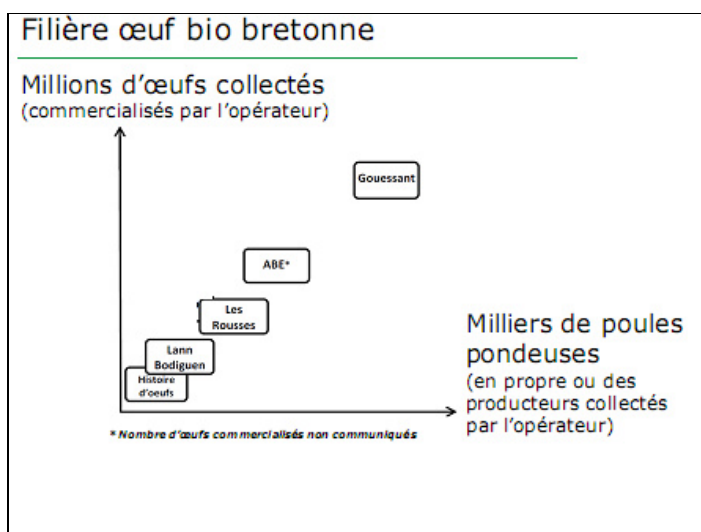 Filière œuf bio bretonne
Millions d'œufs collectés
(commercialisés par l'opérateur)
Gouessant
ABE*
Les
Rousses
Lann
Bodiguen
Histoire
d'oeufs
Milliers de poules
pondeuses
(en propre ou des
producteurs collectés
par l'opérateur)
* Nombre d'œufs commercialisés non communiqués